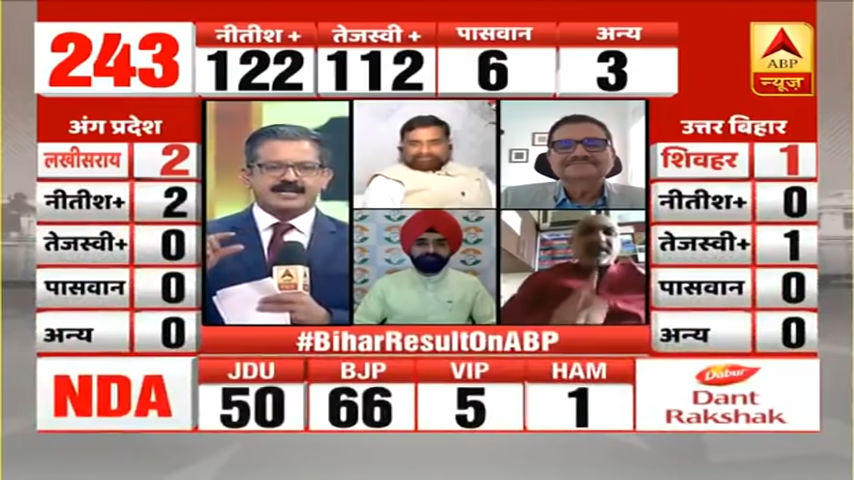 243
नीतीश + तेजस्वी + पासवान अन्य
122 112 6 3
ABP
न्यूज़
अंग प्रदेश
लखीसराय 2
नीतीश+ 2
तेजस्वी+ 0
पासवान 0
अन्य 0
उत्तर बिहार
शिवहर 1
नीतीश+ 0
तेजस्वी+ 1
पासवान 0
अन्य 0
#BiharResultOnABP
NDA
JDU BJP VIP HAM
50 66 5 1
Dabur
Dant
Rakshak